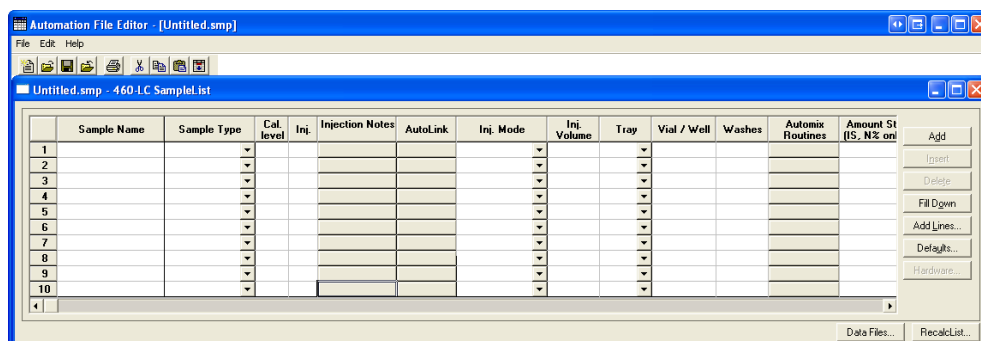 Automation File Editor - [Untitled.smp]
File Edit Help
Untitled.smp - 460-LC SampleList
Sample Name Sample Type Cal. level Inj. Injection Notes AutoLink Inj. Mode Inj. Volume Tray Vial / Well Washes Automix Routines Amount St (IS, N% onl
1
2
3
4
5
6
7
8
9
10
Add
Insert
Delete
Fill Down
Add Lines...
Defaults...
Hardware...
Data Files... RecalcList...